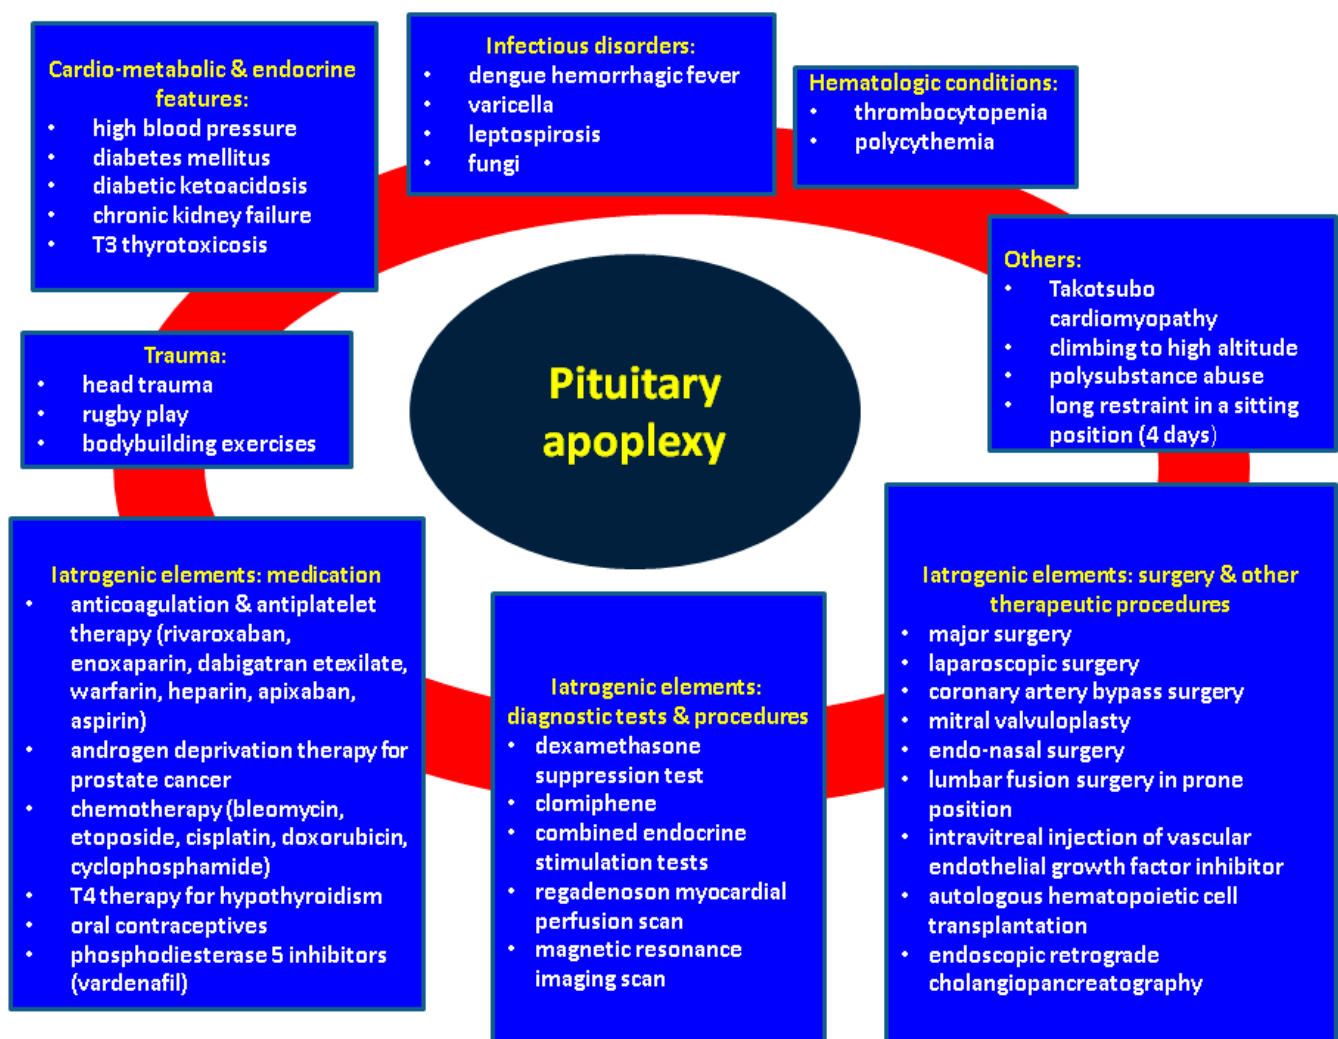 Cardio-metabolic & endocrine
features:
• high blood pressure
• diabetes mellitus
• diabetic ketoacidosis
• chronic kidney failure
• T3 thyrotoxicosis
Infectious disorders:
• dengue hemorrhagic fever
• varicella
• leptospirosis
• fungi
Hematologic conditions:
• thrombocytopenia
• polycythemia
Others:
• Takotsubo
cardiomyopathy
• climbing to high altitude
• polysubstance abuse
• long restraint in a sitting
position (4 days)
Trauma:
• head trauma
• rugby play
• bodybuilding exercises
Pituitary
apoplexy
Iatrogenic elements: medication
• anticoagulation & antiplatelet
therapy (rivaroxaban,
enoxaparin, dabigatran etexilate,
warfarin, heparin, apixaban,
aspirin)
• androgen deprivation therapy for
prostate cancer
• chemotherapy (bleomycin,
etoposide, cisplatin, doxorubicin,
cyclophosphamide)
• T4 therapy for hypothyroidism
• oral contraceptives
• phosphodiesterase 5 inhibitors
(vardenafil)
Iatrogenic elements:
diagnostic tests & procedures
• dexamethasone
suppression test
• clomiphene
• combined endocrine
stimulation tests
• regadenoson myocardial
perfusion scan
• magnetic resonance
imaging scan
Iatrogenic elements: surgery & other
therapeutic procedures
• major surgery
• laparoscopic surgery
• coronary artery bypass surgery
• mitral valvuloplasty
• endo-nasal surgery
• lumbar fusion surgery in prone
position
• intravitreal injection of vascular
endothelial growth factor inhibitor
• autologous hematopoietic cell
transplantation
• endoscopic retrograde
cholangiopancreatography